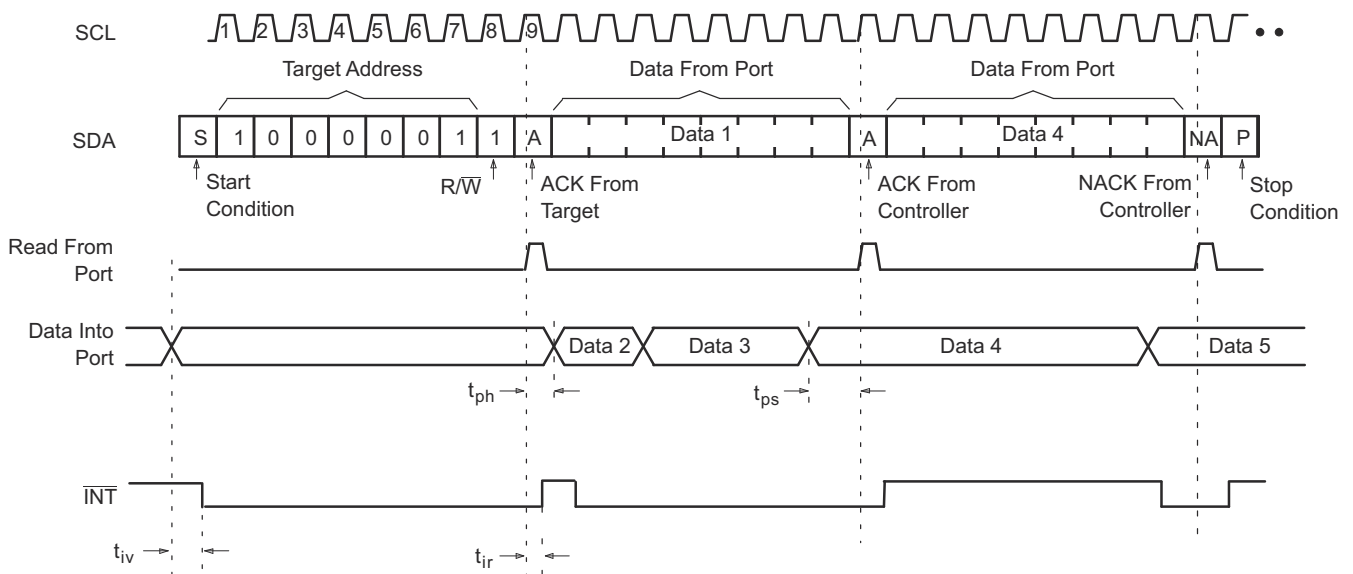 SCL 1 2 3 4 5 6 7 8 9
Target Address Data From Port Data From Port
SDA S 1 0 0 0 0 0 1 1 A Data 1 A Data 4 NA P
Start
Condition
R/W
ACK From
Target
ACK From
Controller
NACK From
Controller
Stop
Condition
Read From
Port
Data Into
Port
Data 2 Data 3 Data 4 Data 5
tph tps
INT
tiv tir